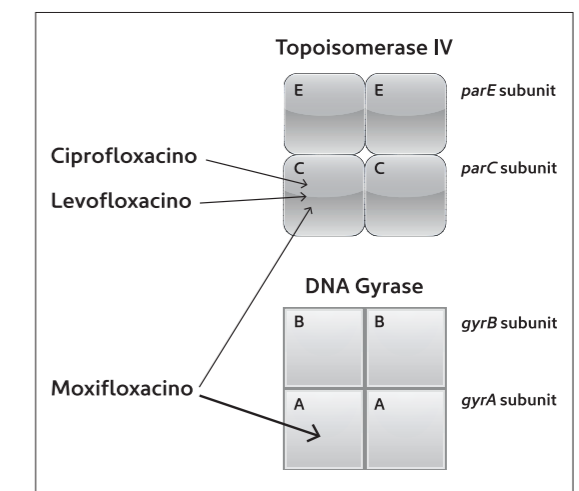 Topoisomerase IV
E E parE subunit
Ciprofloxacino
C C parC subunit
Levofloxacino
DNA Gyrase
B B gyrB subunit
Moxifloxacino
A A gyrA subunit